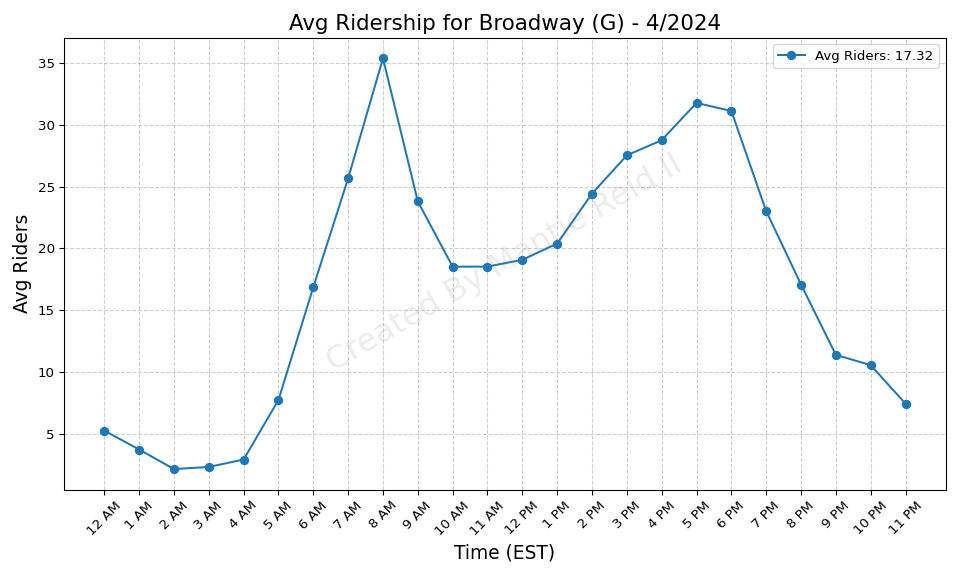 Avg Ridership for Broadway (G) - 4/2024
Avg Riders: 17.32
35
30
25
20
15
10
5
Avg Riders
Created By Mantie Reid II
12 AM
1 AM
2 AM
3 AM
4 AM
5 AM
6 AM
7 AM
8 AM
9 AM
10 AM
11 AM
12 PM
1 PM
2 PM
3 PM
4 PM
5 PM
6 PM
7 PM
8 PM
9 PM
10 PM
11 PM
Time (EST)